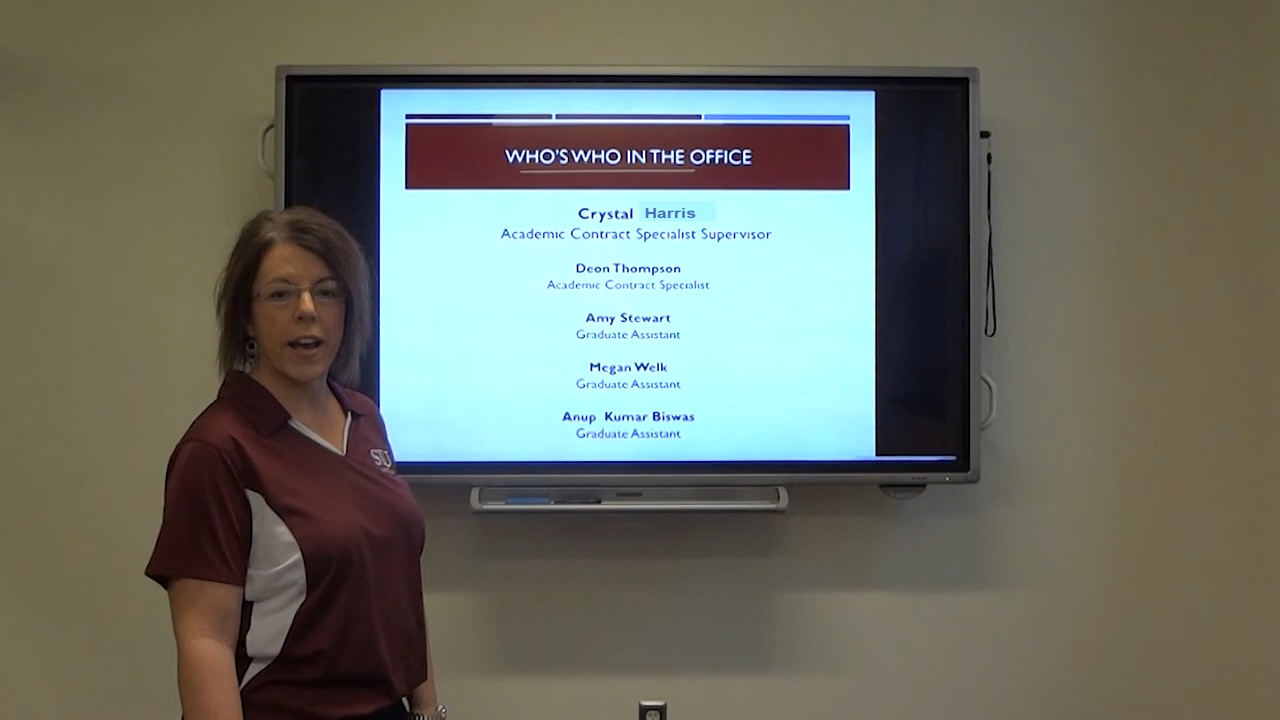 WHO'S WHO IN THE OFFICE
Crystal Harris
Academic Contract Specialist Supervisor
Deon Thompson
Academic Contract Specialist
Amy Stewart
Graduate Assistant
Megan Welk
Graduate Assistant
Anup Kumar Biswas
Graduate Assistant
SIU